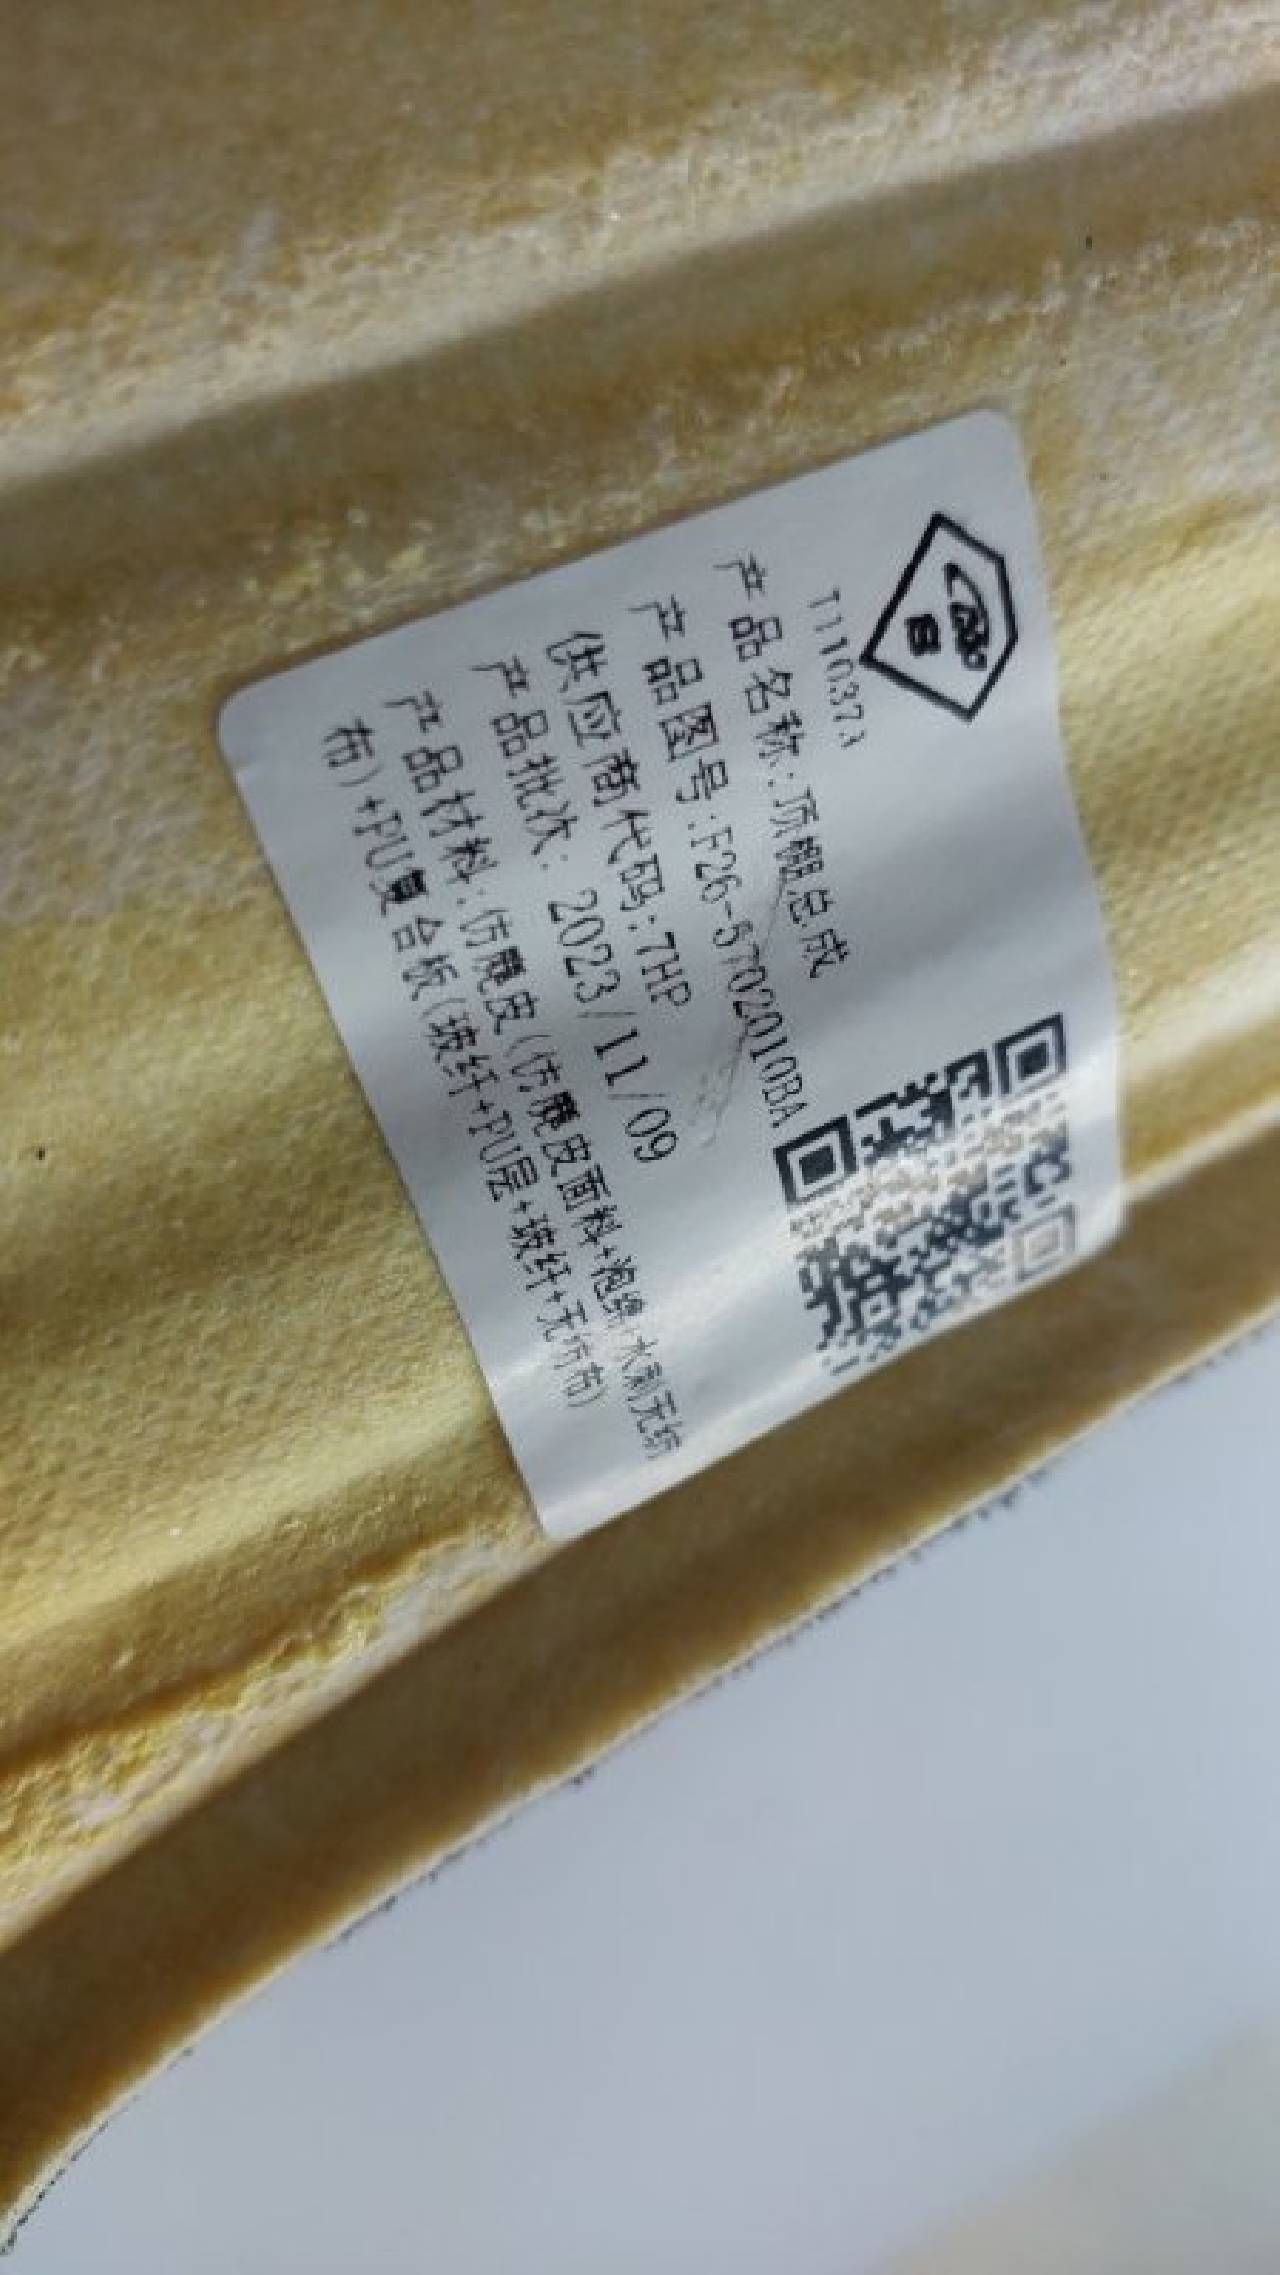 T110373
产品名称:顶棚总成
产品图号:F26-5702010BA
供应商代码:7HP
产品批次: 2023/11/09
产品材料:仿麂皮(仿麂皮面料+泡绵+水刺无纺
布)+PU复合板(玻纤+PU层+玻纤+无纺布)